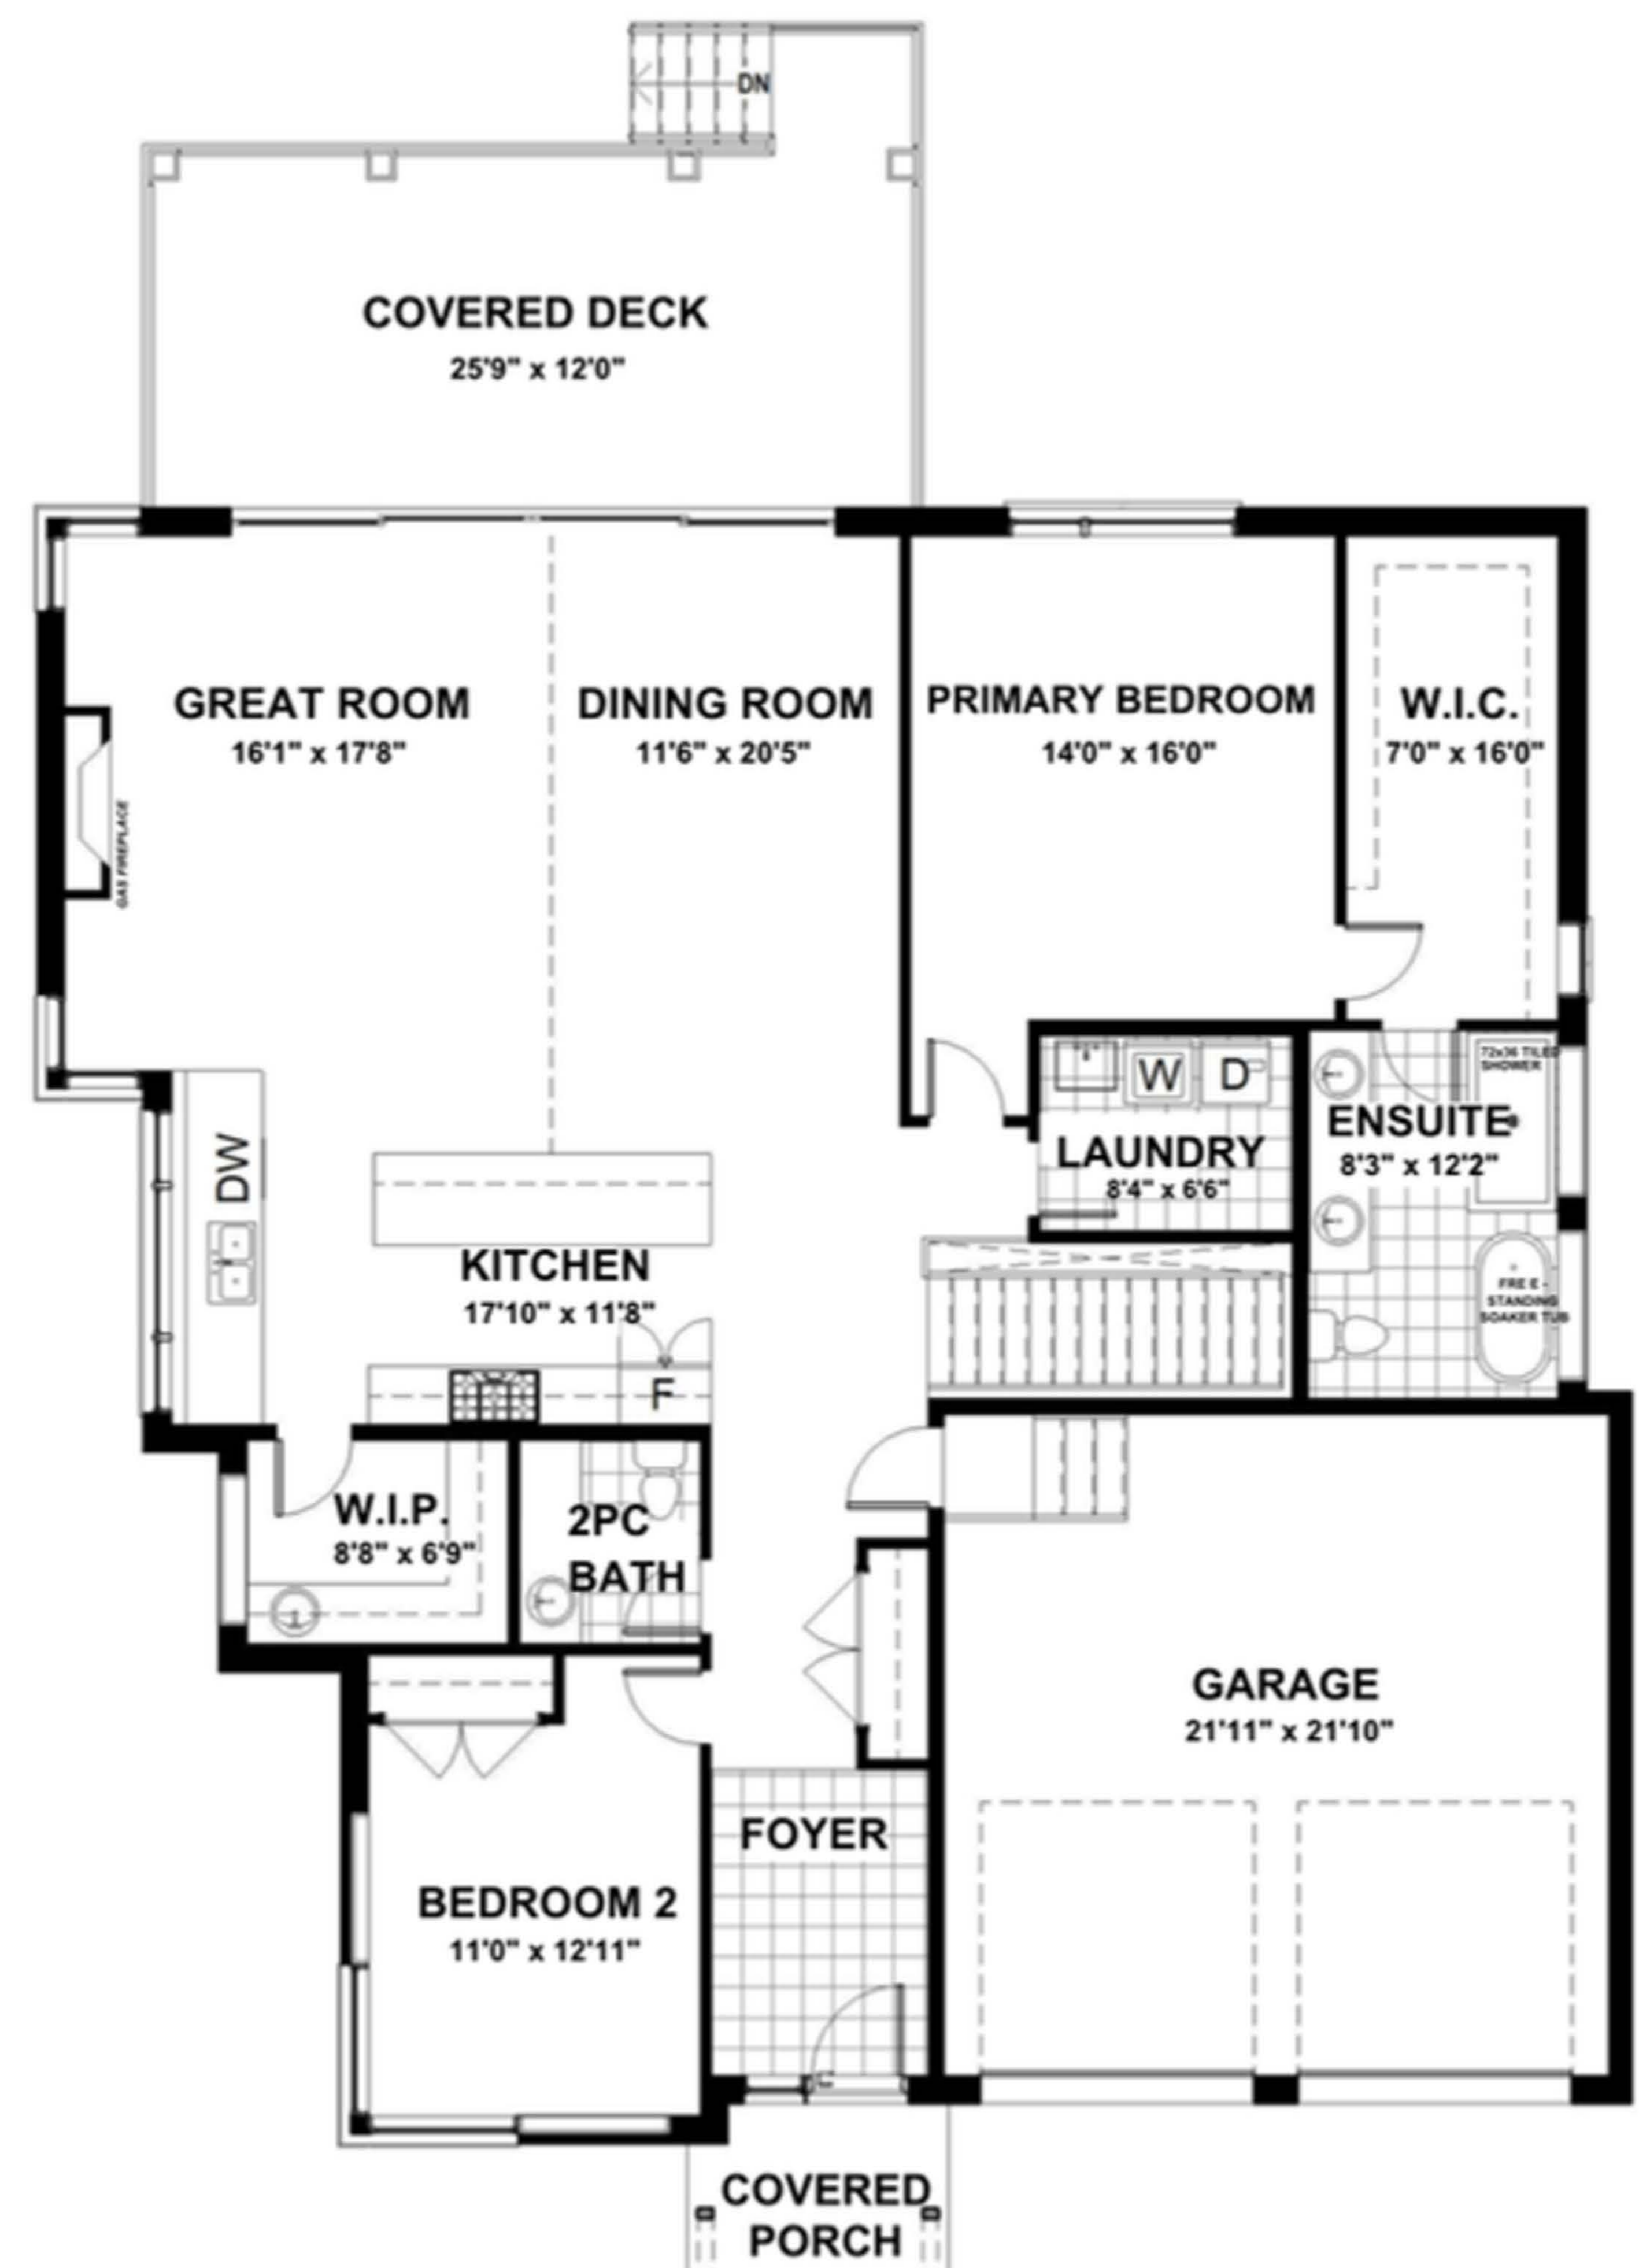 DN
COVERED DECK
25'9" x 12'0"
GREAT ROOM
16'1" x 17'8"
DINING ROOM
11'6" x 20'5"
PRIMARY BEDROOM
14'0" x 16'0"
W.I.C.
7'0" x 16'0"
GAS FIREPLACE
DW
W
D
LAUNDRY
8'4" x 6'6"
72x36 TILED
SHOWER
ENSUITE
8'3" x 12'2"
FREE-
STANDING
SOAKER TUB
KITCHEN
17'10" x 11'8"
F
W.I.P.
8'8" x 6'9"
2PC
BATH
GARAGE
21'11" x 21'10"
FOYER
BEDROOM 2
11'0" x 12'11"
COVERED
PORCH